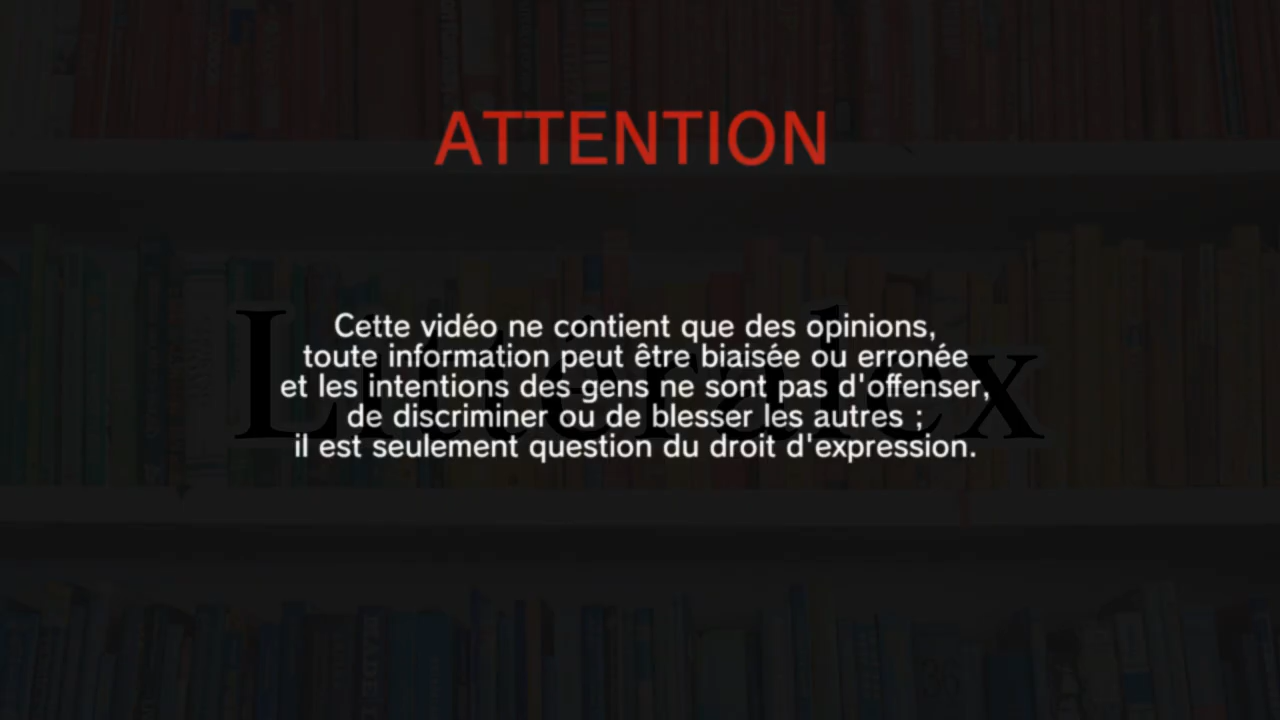 ATTENTION
Littéralex
Cette vidéo ne contient que des opinions,
toute information peut être biaisée ou erronée
et les intentions des gens ne sont pas d'offenser,
de discriminer ou de blesser les autres ;
il est seulement question du droit d'expression.